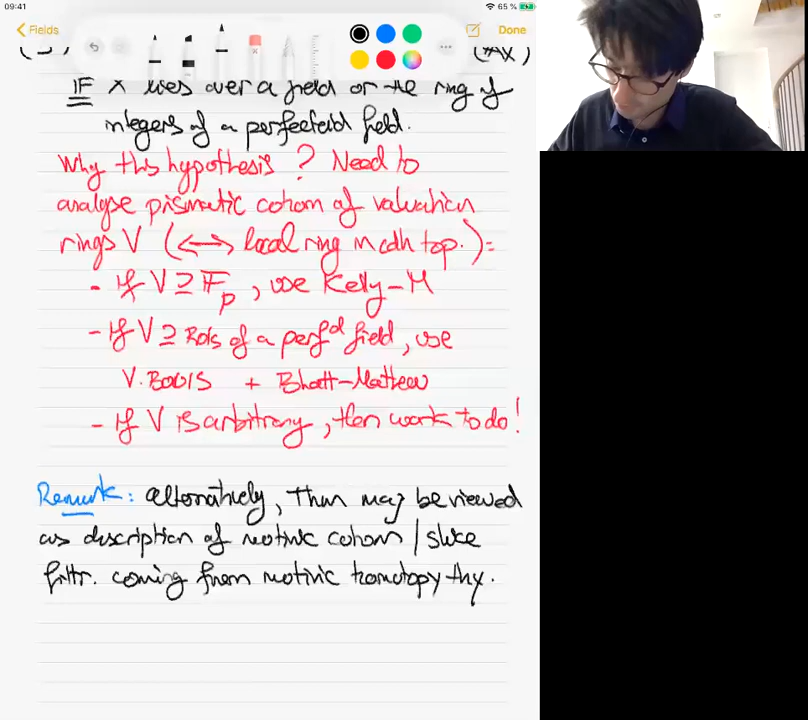 09:41
65 %
Fields
Done
IF X lies over a field or the ring of
integers of a perfectoid field.
Why this hypothesis? Need to
analyse prismatic cohom of valuation
rings V (⟷ local ring in cdh top.):
- If V ⊇ F_p, use Kelly-M
- If V ⊇ RoIs of a perf'd field, use
V. Bouis + Bhatt-Mathew
- If V is arbitrary, then work to do!
Remark: alternatively, Thm may be viewed
as description of motivic cohom / slice
filtr. coming from motivic homotopy thy.